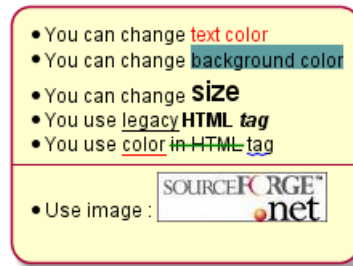 • You can change text color
• You can change background color
• You can change size
• You use legacy HTML tag
• You use color in HTML tag
• Use image : SOURCEFORGE™ .net